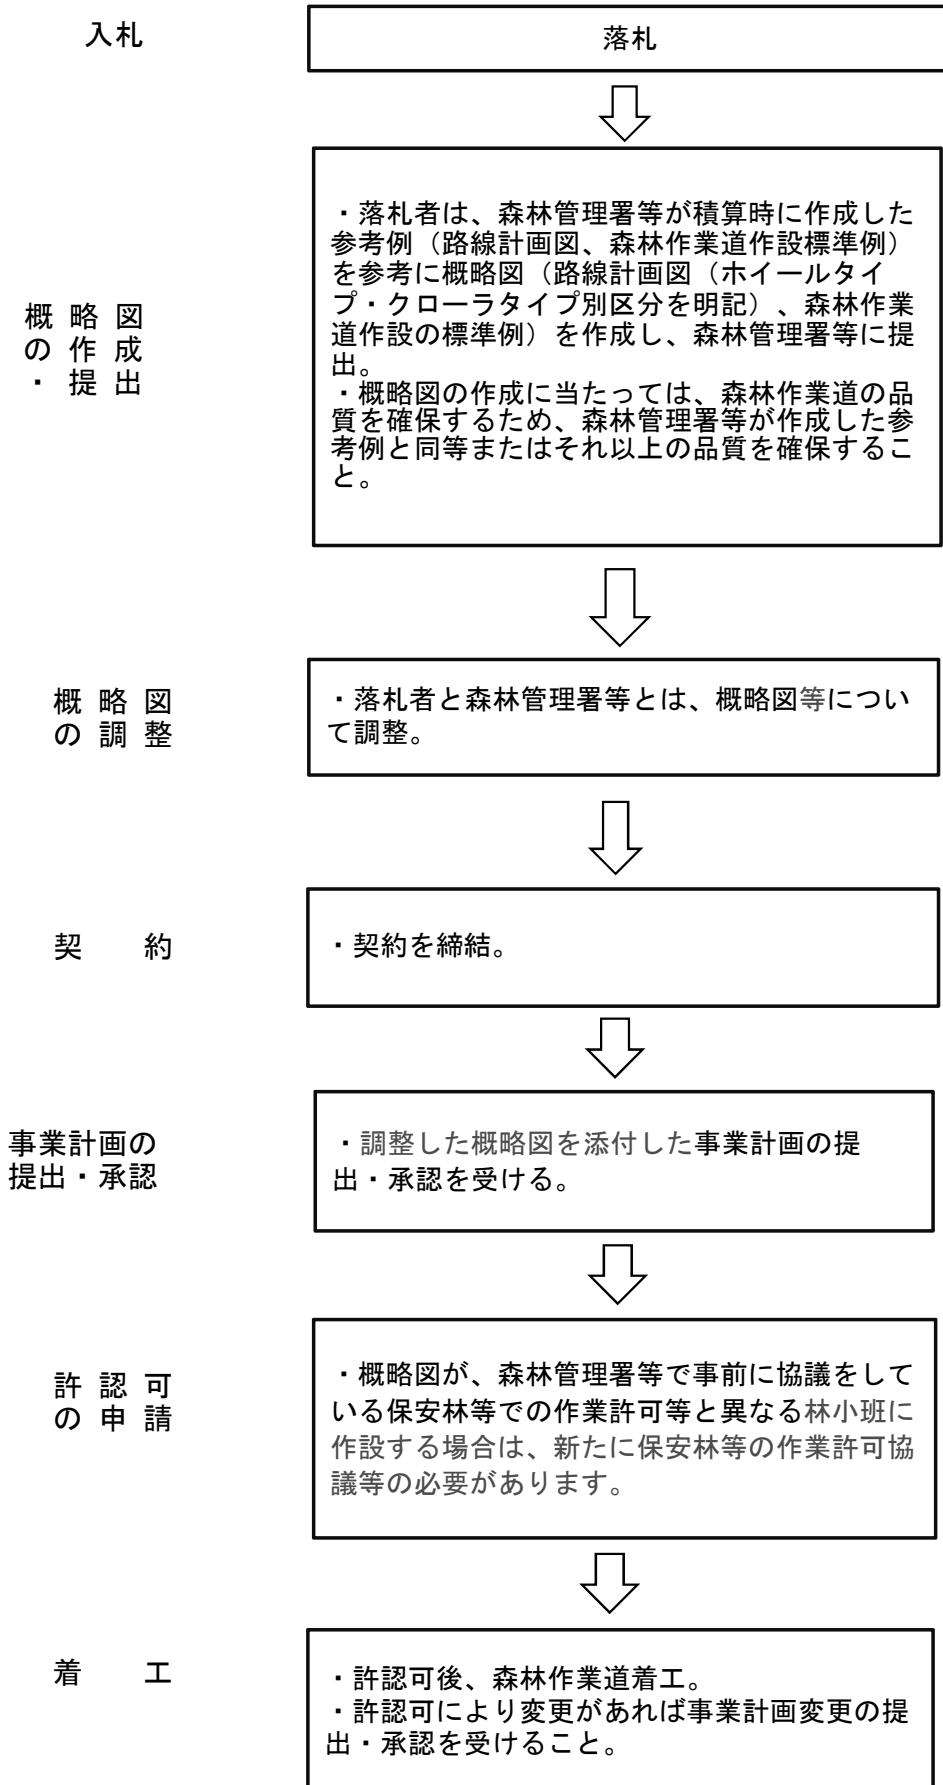 入札
落札
概略図
の作成
・提出
・落札者は、森林管理署等が積算時に作成した
参考例（路線計画図、森林作業道作設標準例）
を参考に概略図（路線計画図（ホイールタイ
プ・クローラタイプ別区分を明記）、森林作業
道作設の標準例）を作成し、森林管理署等に提
出。
・概略図の作成に当たっては、森林作業道の品
質を確保するため、森林管理署等が作成した参
考例と同等またはそれ以上の品質を確保するこ
と。
概略図
の調整
・落札者と森林管理署等とは、概略図等につい
て調整。
契　約
・契約を締結。
事業計画の
提出・承認
・調整した概略図を添付した事業計画の提
出・承認を受ける。
許認可
の申請
・概略図が、森林管理署等で事前に協議をして
いる保安林等での作業許可等と異なる林小班に
作設する場合は、新たに保安林等の作業許可協
議等の必要があります。
着　工
・許認可後、森林作業道着工。
・許認可により変更があれば事業計画変更の提
出・承認を受けること。